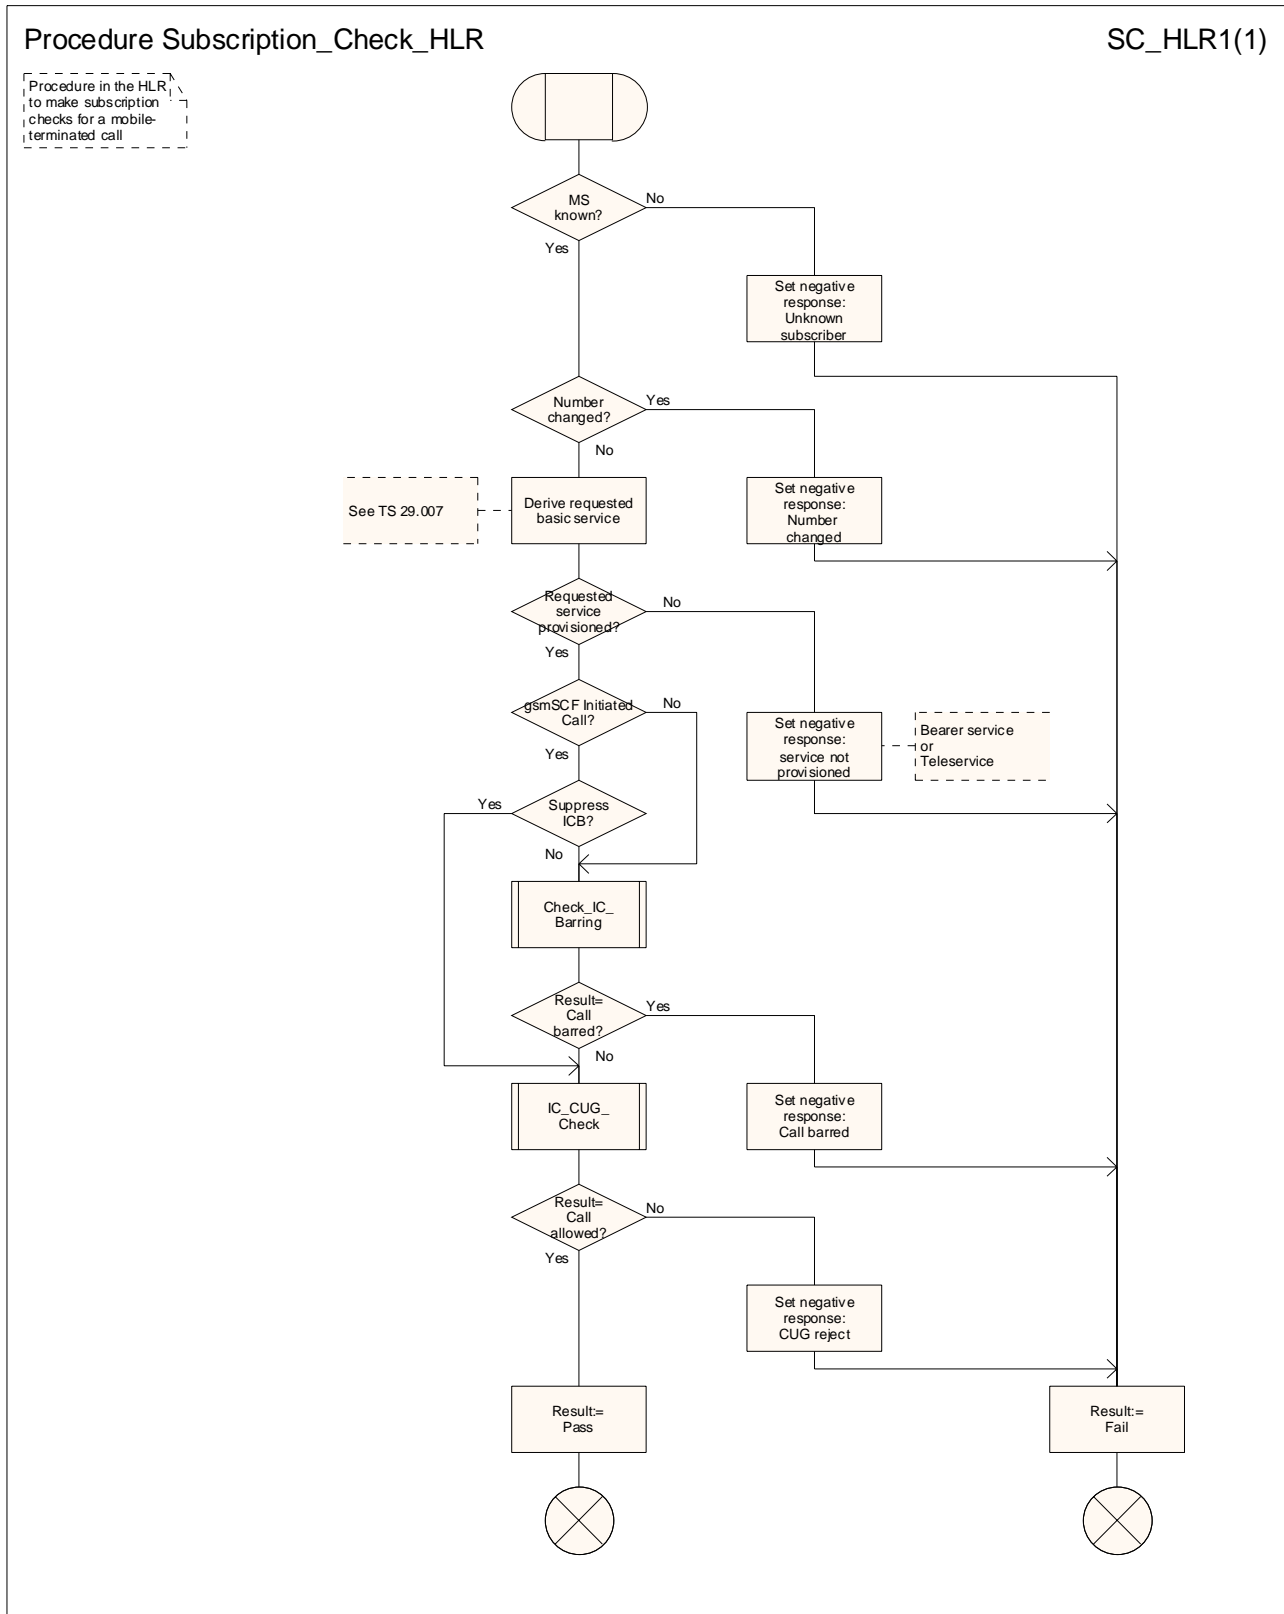 Procedure Subscription_Check_HLR
SC_HLR1(1)
Procedure in the HLR
to make subscription
checks for a mobile-
terminated call
MS
known?
No
Yes
Set negative
response:
Unknown
subscriber
Number
changed?
Yes
No
See TS 29.007
Derive requested
basic service
Set negative
response:
Number
changed
Requested
service
provisioned?
No
Yes
gsmSCF Initiated
Call?
No
Yes
Set negative
response:
service not
provisioned
Bearer service
or
Teleservice
Yes
Suppress
ICB?
No
Check_IC_
Barring
Result=
Call
barred?
Yes
No
IC_CUG_
Check
Set negative
response:
Call barred
Result=
Call
allowed?
No
Yes
Set negative
response:
CUG reject
Result:=
Pass
Result:=
Fail